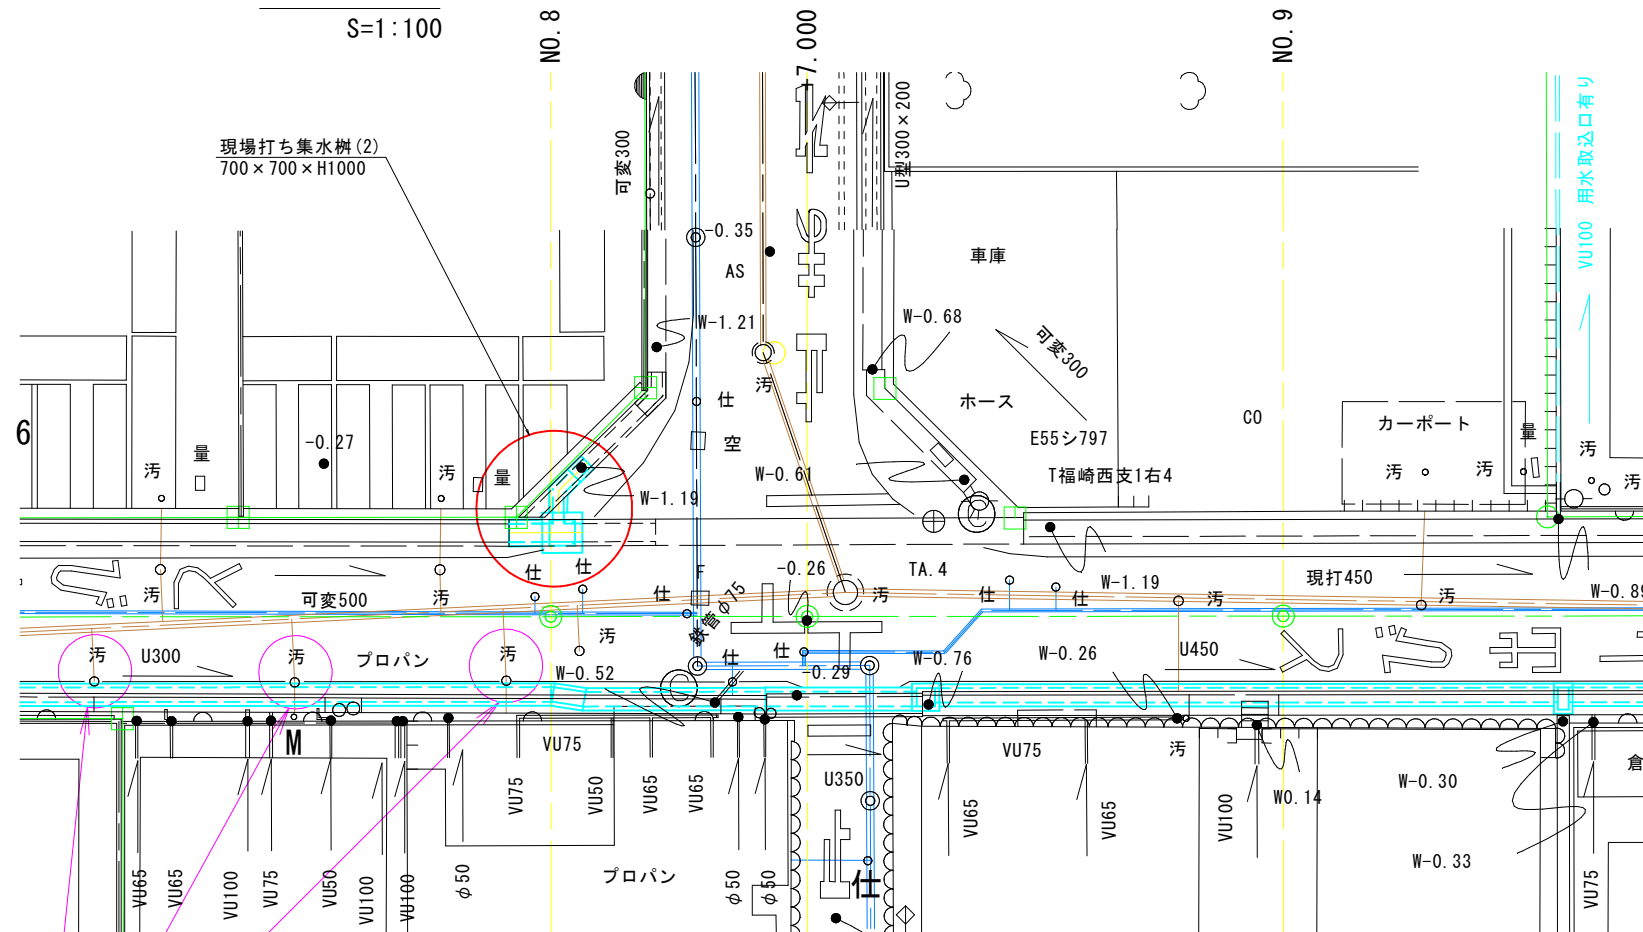 S=1:100
NO.8
+7.000
NO.9
現場打ち集水桝(2)
700×700×H1000
可変300
U型300×200
VU100 用水取込口有り
-0.35
AS
車庫
W-1.21
W-0.68
可変300
汚
仕
ホース
空
E55シ797
CO
カーポート
量
汚
6
-0.27
量
汚
汚
量
W-0.61
T福崎西支1右4
汚
汚
汚
W-1.19
仕
仕
F
-0.26
TA.4
W-1.19
現打450
W-0.89
汚
可変500
汚
仕
鉄管φ75
汚
仕
仕
汚
汚
汚
U300
汚
プロパン
汚
汚
W-0.52
仕
仕
-0.29
W-0.76
W-0.26
U450
M
VU75
VU75
汚
U350
倉
VU75
VU50
VU65
VU65
VU65
VU65
VU100
W0.14
W-0.30
VU65
VU65
VU100
VU75
VU50
VU100
VU100
φ50
プロパン
φ50
φ50
仕
W-0.33
VU75